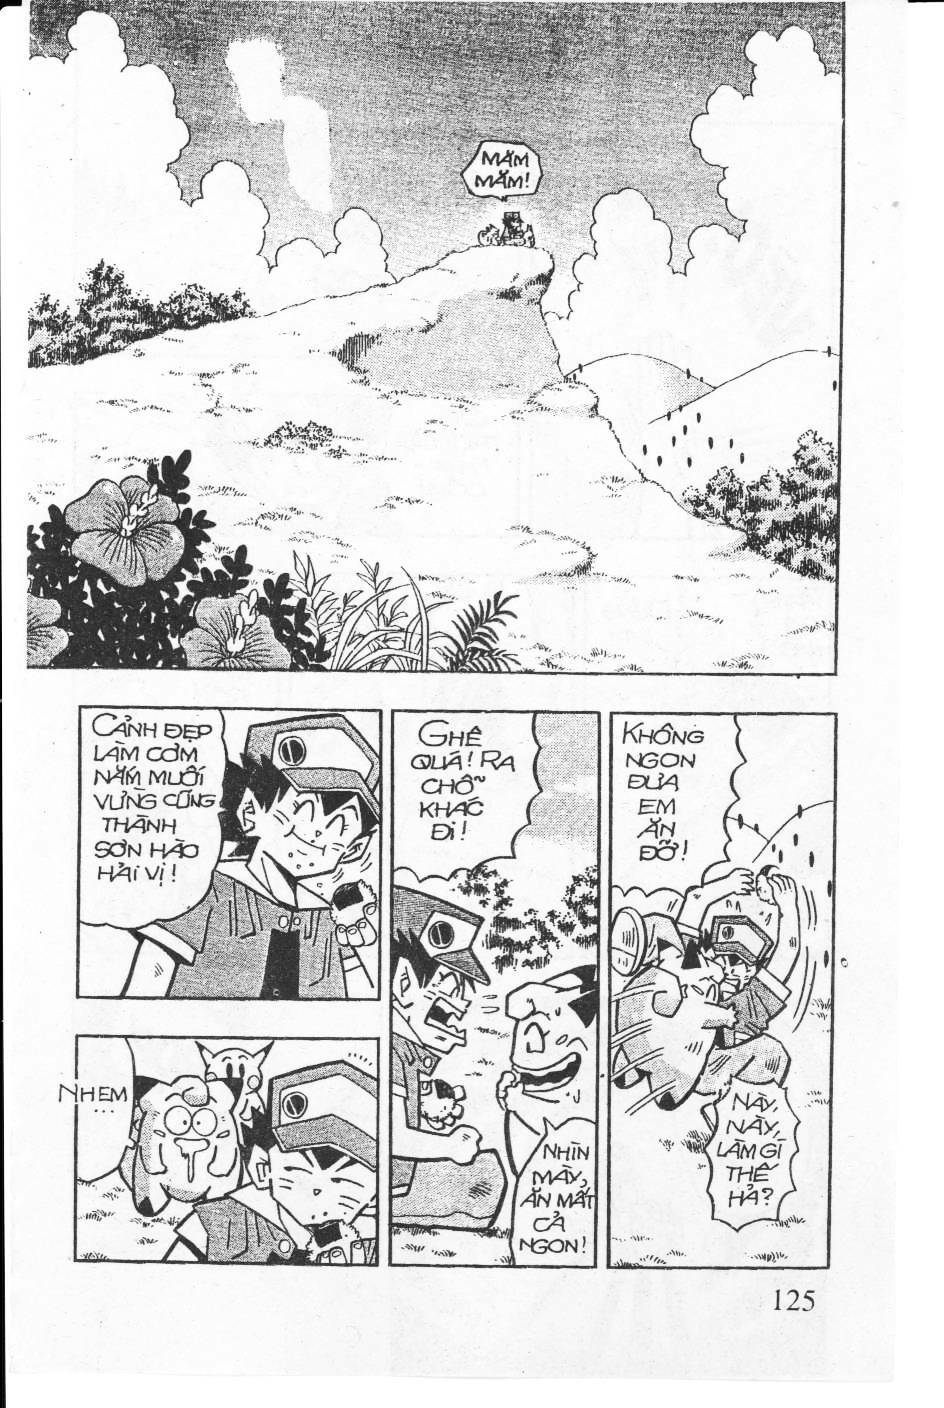 MĂM
MĂM!
CẢNH ĐẸP
LÀM CƠM
NẮM MUỐI
VỪNG CŨNG
THÀNH
SƠN HÀO
HẢI VỊ!
NHEM
...
GHÊ
QUÁ! RA
CHỖ
KHÁC
ĐI!
NHÌN
MÀY,
ĂN MẤT
CẢ
NGON!
KHÔNG
NGON
ĐƯA
EM
ĂN
ĐỠ!
NÀY,
NÀY,
LÀM GÌ
THẾ
HẢ?
125